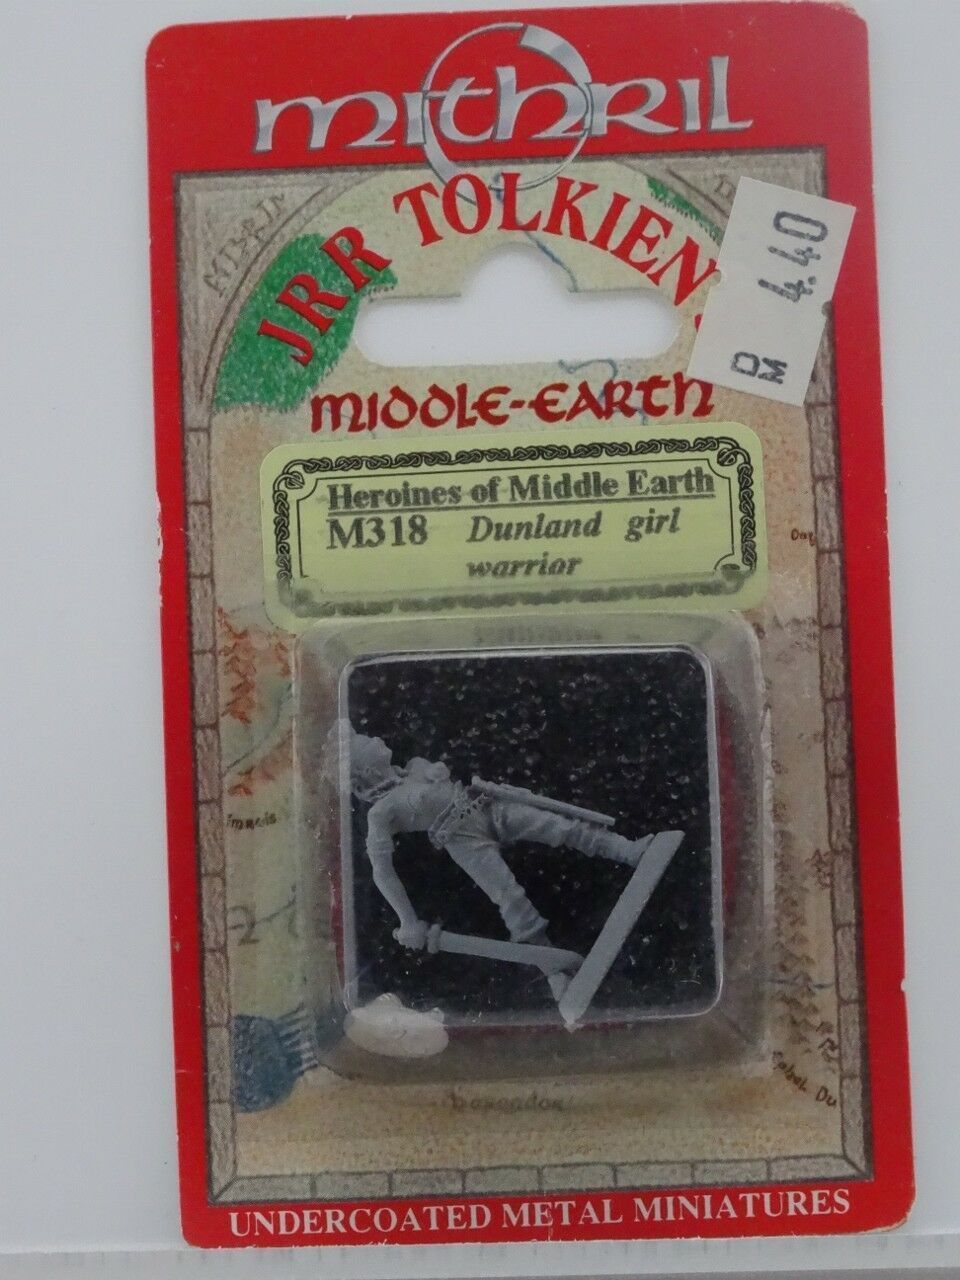 mithril
JRR TOLKIEN'S
MIDDLE-EARTH
4.40
DM
Heroines of Middle Earth
M318 Dunland girl
warrior
UNDERCOATED METAL MINIATURES